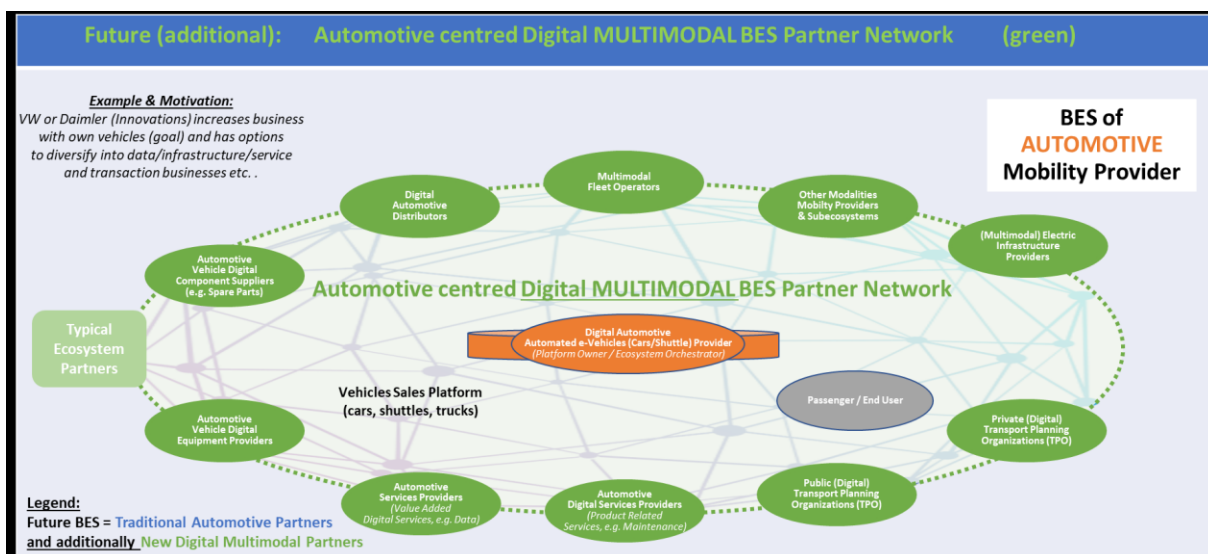 Future (additional): Automotive centred Digital MULTIMODAL BES Partner Network (green)
Example & Motivation:
VW or Daimler (Innovations) increases business
with own vehicles (goal) and has options
to diversify into data/infrastructure/service
and transaction businesses etc. .
BES of
AUTOMOTIVE
Mobility Provider
Multimodal
Fleet Operators
Digital
Automotive
Distributors
Other Modalities
Mobilty Providers
& Subecosystems
(Multimodal) Electric
Infrastructure
Providers
Automotive
Vehicle Digital
Component Suppliers
(e.g. Spare Parts)
Automotive centred Digital MULTIMODAL BES Partner Network
Typical
Ecosystem
Partners
Digital Automotive
Automated e-Vehicles (Cars/Shuttle) Provider
(Platform Owner / Ecosystem Orchestrator)
Vehicles Sales Platform
(cars, shuttles, trucks)
Passenger / End User
Automotive
Vehicle Digital
Equipment Providers
Private (Digital)
Transport Planning
Organizations (TPO)
Automotive
Services Providers
(Value Added
Digital Services, e.g. Data)
Automotive
Digital Services Providers
(Product Related
Services, e.g. Maintenance)
Public (Digital)
Transport Planning
Organizations (TPO)
Legend:
Future BES = Traditional Automotive Partners
and additionally New Digital Multimodal Partners